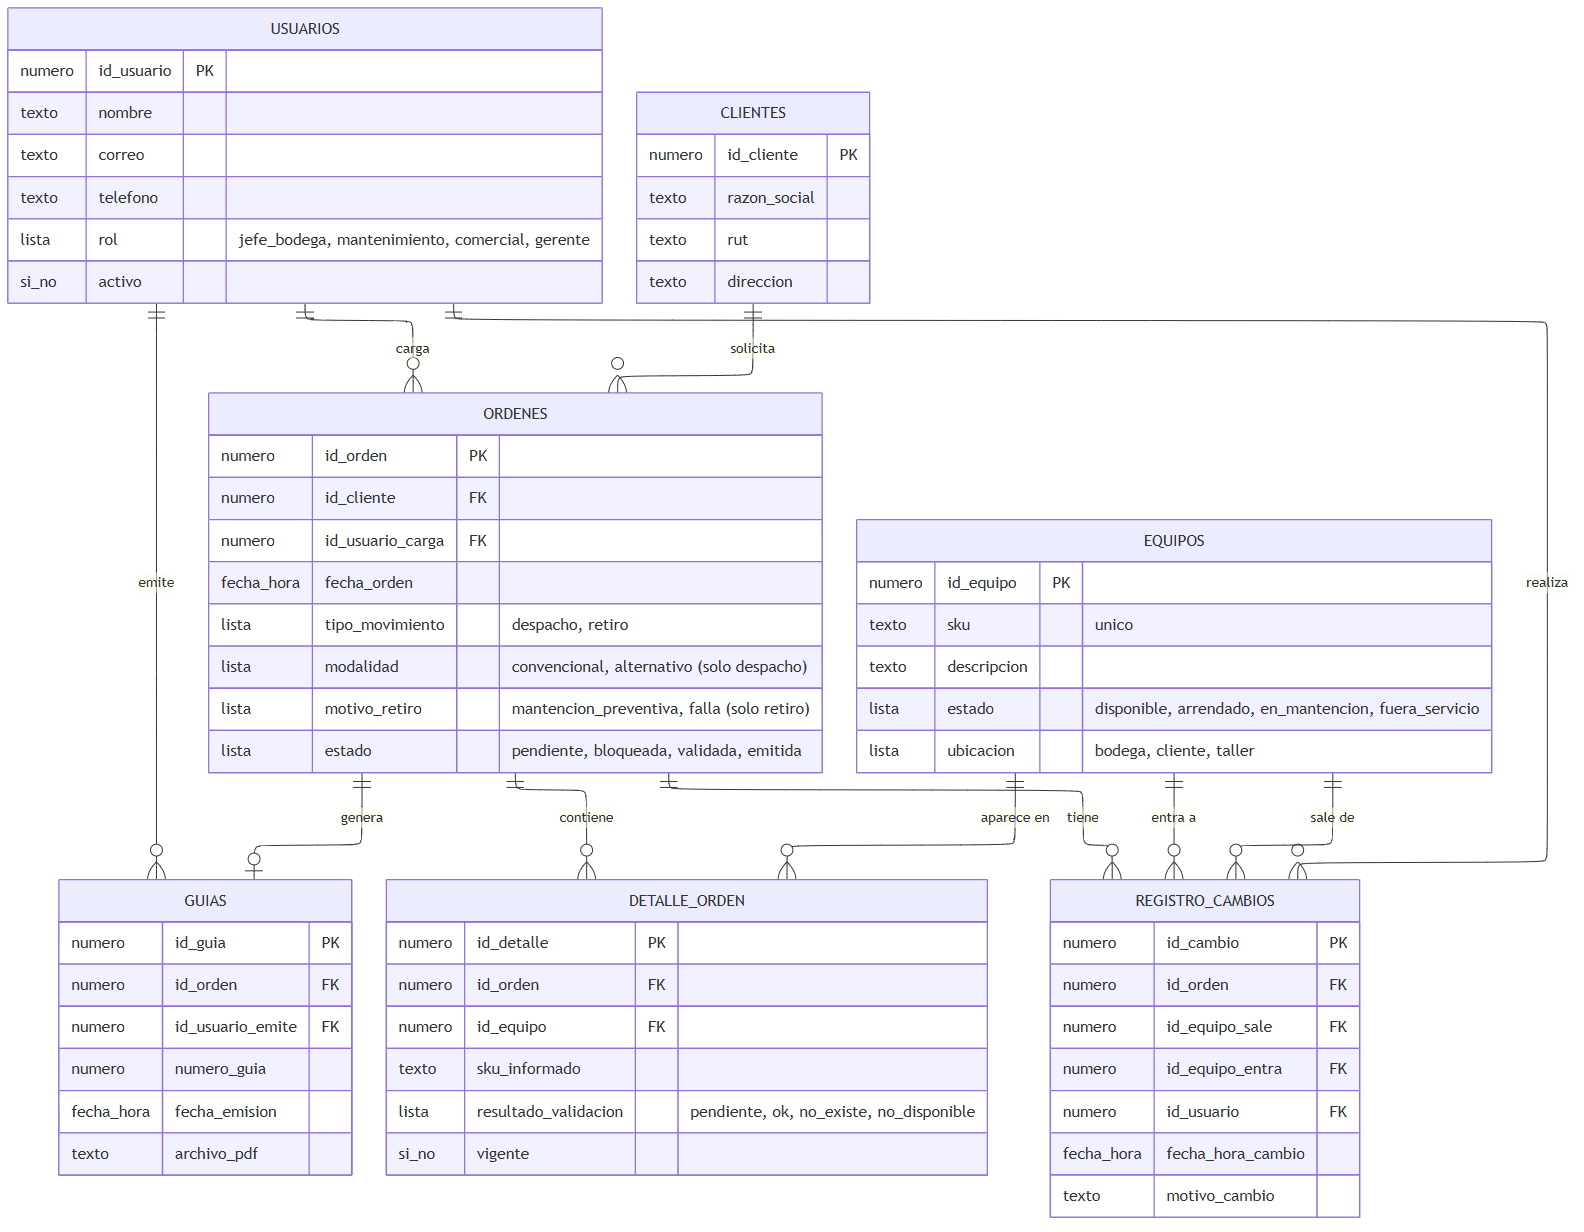 USUARIOS
numero id_usuario PK
texto nombre
texto correo
texto telefono
lista rol jefe_bodega, mantenimiento, comercial, gerente
si_no activo
CLIENTES
numero id_cliente PK
texto razon_social
texto rut
texto direccion
carga
solicita
emite
realiza
ORDENES
numero id_orden PK
numero id_cliente FK
numero id_usuario_carga FK
fecha_hora fecha_orden
lista tipo_movimiento despacho, retiro
lista modalidad convencional, alternativo (solo despacho)
lista motivo_retiro mantencion_preventiva, falla (solo retiro)
lista estado pendiente, bloqueada, validada, emitida
EQUIPOS
numero id_equipo PK
texto sku unico
texto descripcion
lista estado disponible, arrendado, en_mantencion, fuera_servicio
lista ubicacion bodega, cliente, taller
genera
contiene
aparece en
tiene
entra a
sale de
GUIAS
numero id_guia PK
numero id_orden FK
numero id_usuario_emite FK
numero numero_guia
fecha_hora fecha_emision
texto archivo_pdf
DETALLE_ORDEN
numero id_detalle PK
numero id_orden FK
numero id_equipo FK
texto sku_informado
lista resultado_validacion pendiente, ok, no_existe, no_disponible
si_no vigente
REGISTRO_CAMBIOS
numero id_cambio PK
numero id_orden FK
numero id_equipo_sale FK
numero id_equipo_entra FK
numero id_usuario FK
fecha_hora fecha_hora_cambio
texto motivo_cambio